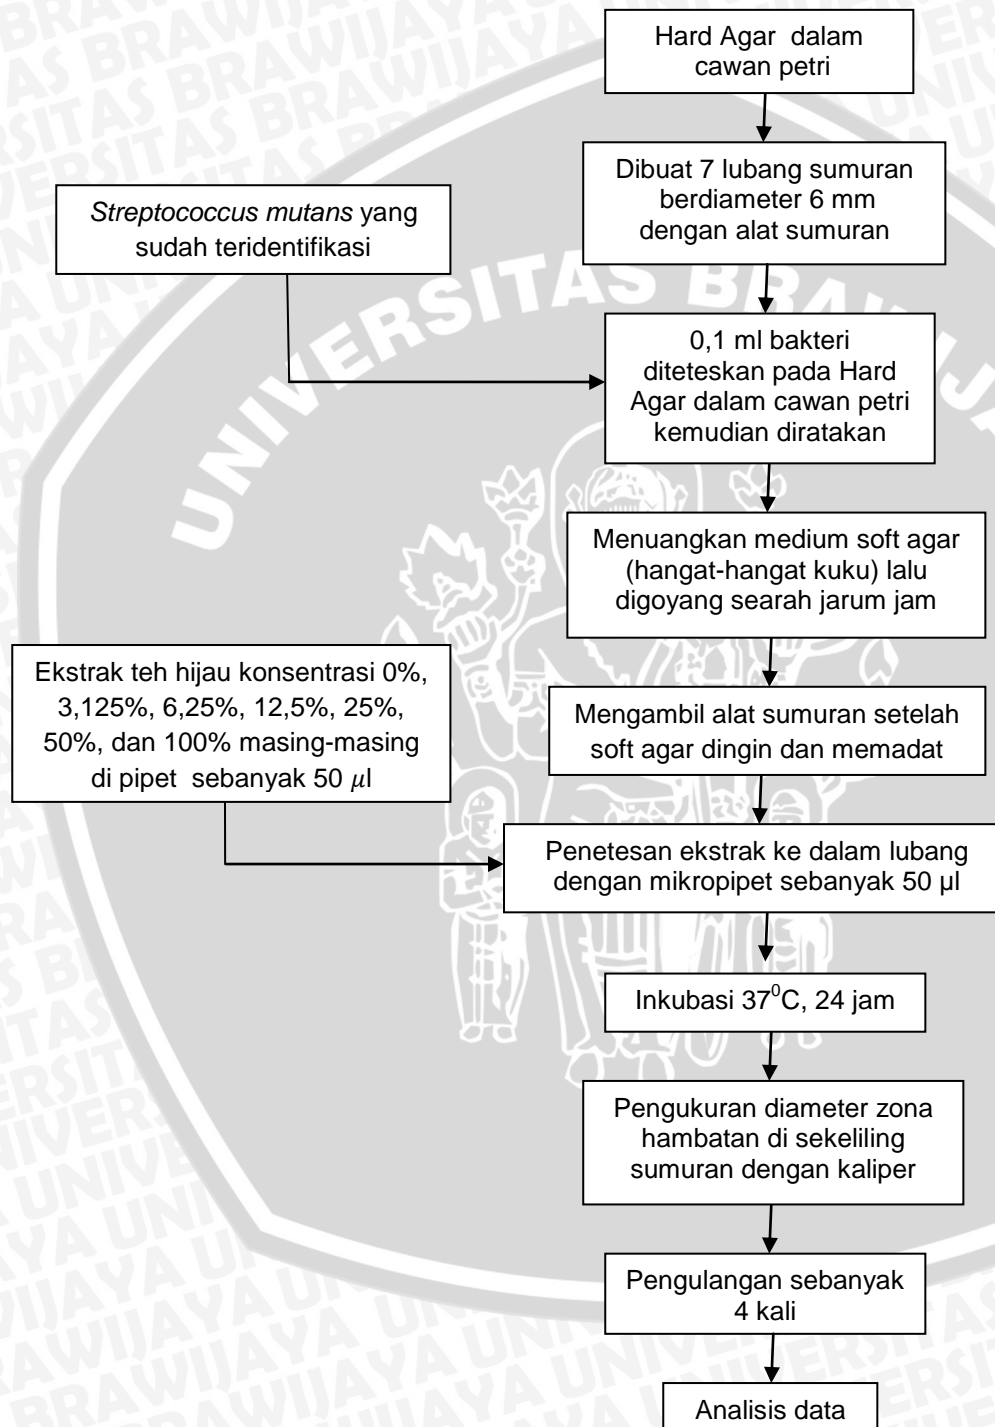 Hard Agar dalam
cawan petri
Dibuat 7 lubang sumuran
berdiameter 6 mm
dengan alat sumuran
Streptococcus mutans yang
sudah teridentifikasi
0,1 ml bakteri
diteteskan pada Hard
Agar dalam cawan petri
kemudian diratakan
Menuangkan medium soft agar
(hangat-hangat kuku) lalu
digoyang searah jarum jam
Mengambil alat sumuran setelah
soft agar dingin dan memadat
Ekstrak teh hijau konsentrasi 0%,
3,125%, 6,25%, 12,5%, 25%,
50%, dan 100% masing-masing
di pipet sebanyak 50 µl
Penetesan ekstrak ke dalam lubang
dengan mikropipet sebanyak 50 µl
Inkubasi 37⁰C, 24 jam
Pengukuran diameter zona
hambatan di sekeliling
sumuran dengan kaliper
Pengulangan sebanyak
4 kali
Analisis data
UNIVERSITAS BRAWIJAYA